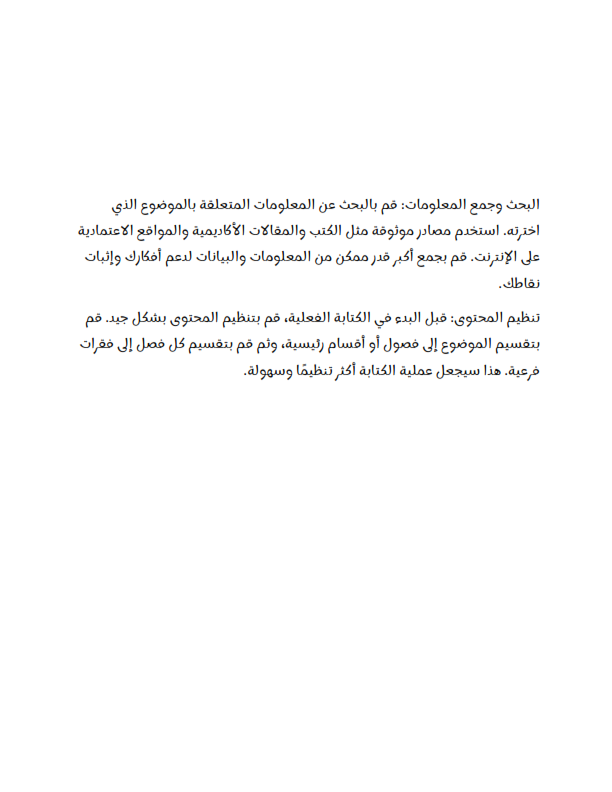 البحث وجمع المعلومات: قم بالبحث عن المعلومات المتعلقة بالموضوع الذي
اخترته. استخدم مصادر موثوقة مثل الكتب والمقالات الأكاديمية والمواقع الاعتمادية
على الإنترنت. قم بجمع أكبر قدر ممكن من المعلومات والبيانات لدعم أفكارك وإثبات
نقاطك.
تنظيم المحتوى: قبل البدء في الكتابة الفعلية، قم بتنظيم المحتوى بشكل جيد. قم
بتقسيم الموضوع إلى فصول أو أقسام رئيسية، وثم قم بتقسيم كل فصل إلى فقرات
فرعية. هذا سيجعل عملية الكتابة أكثر تنظيمًا وسهولة.